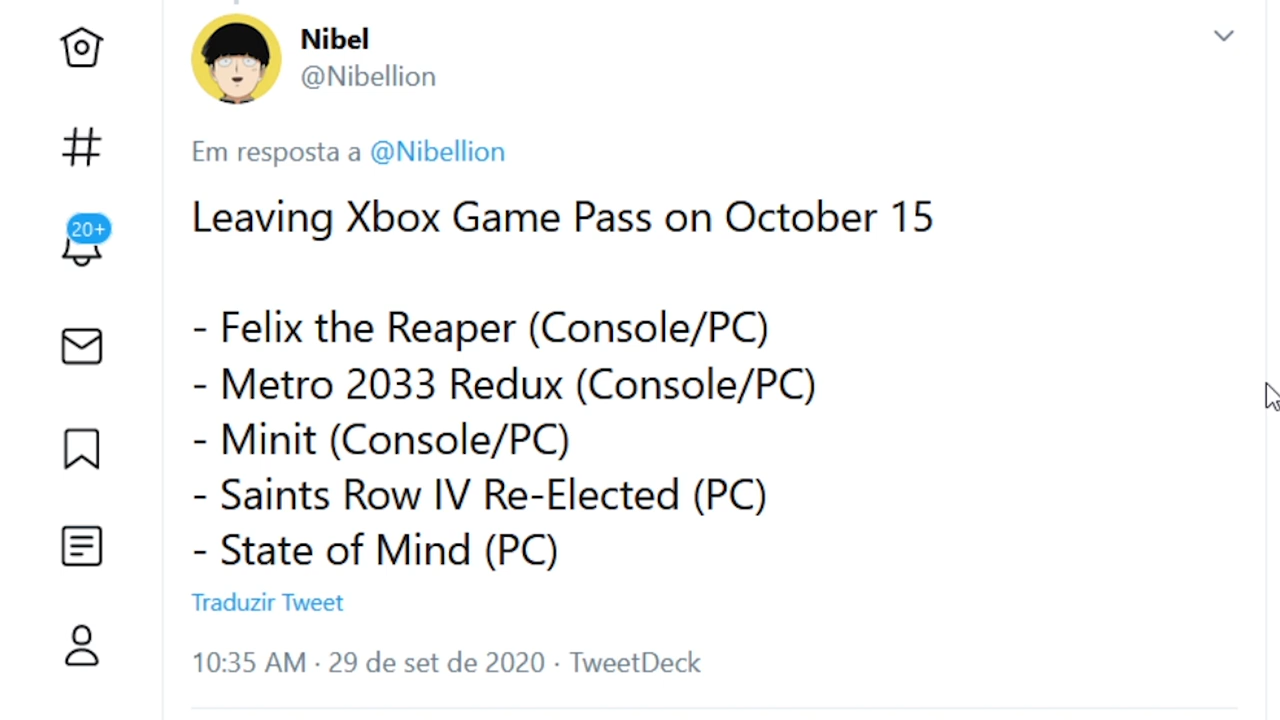 Nibel
@Nibellion
Em resposta a @Nibellion
Leaving Xbox Game Pass on October 15
- Felix the Reaper (Console/PC)
- Metro 2033 Redux (Console/PC)
- Minit (Console/PC)
- Saints Row IV Re-Elected (PC)
- State of Mind (PC)
Traduzir Tweet
10:35 AM · 29 de set de 2020 · TweetDeck
20+